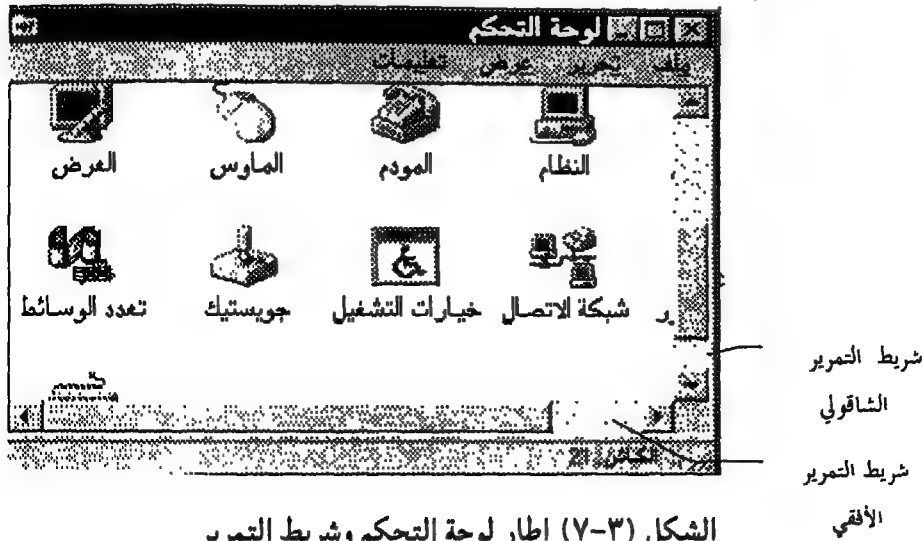 لوحة التحكم
ملف تحرير عرض تعليمات
النظام المودم الماوس العرض
شبكة الاتصال خيارات التشغيل جويستيك تعدد الوسائط
شريط التمرير
الشاقولي
شريط التمرير
الأفقي
الشكل (٣-٧) إطار لوحة التحكم وشريط التمرير